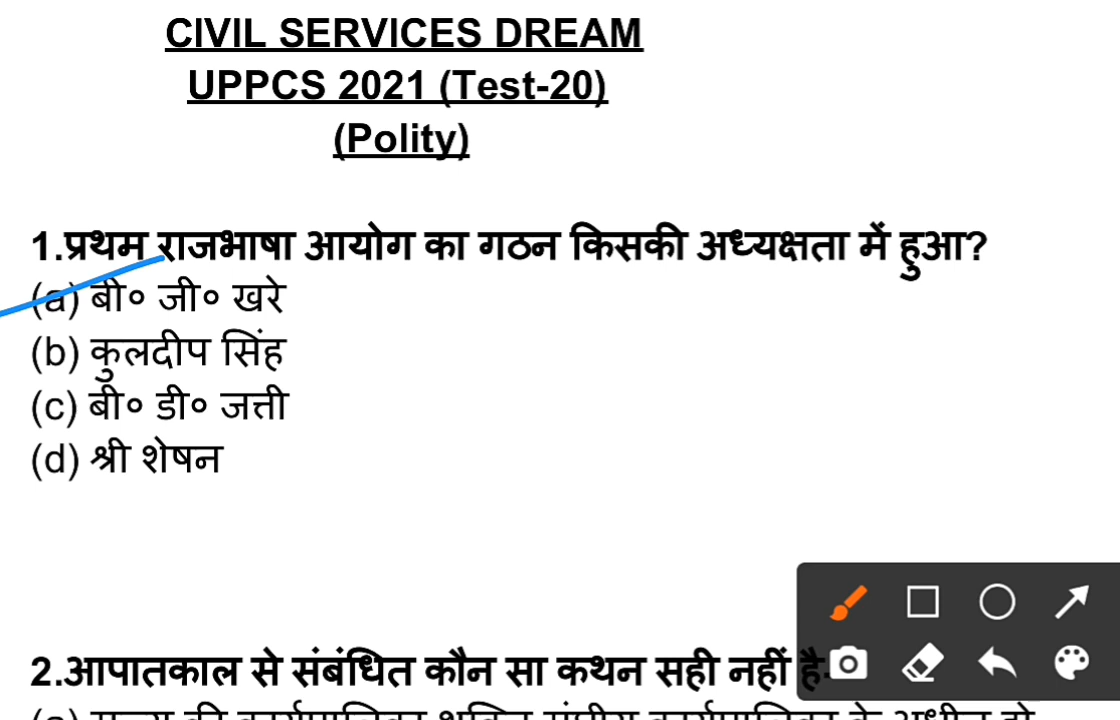 CIVIL SERVICES DREAM
UPPCS 2021 (Test-20)
(Polity)
1.प्रथम राजभाषा आयोग का गठन किसकी अध्यक्षता में हुआ?
(a) बी० जी० खरे
(b) कुलदीप सिंह
(c) बी० डी० जत्ती
(d) श्री शेषन
2.आपातकाल से संबंधित कौन सा कथन सही नहीं है